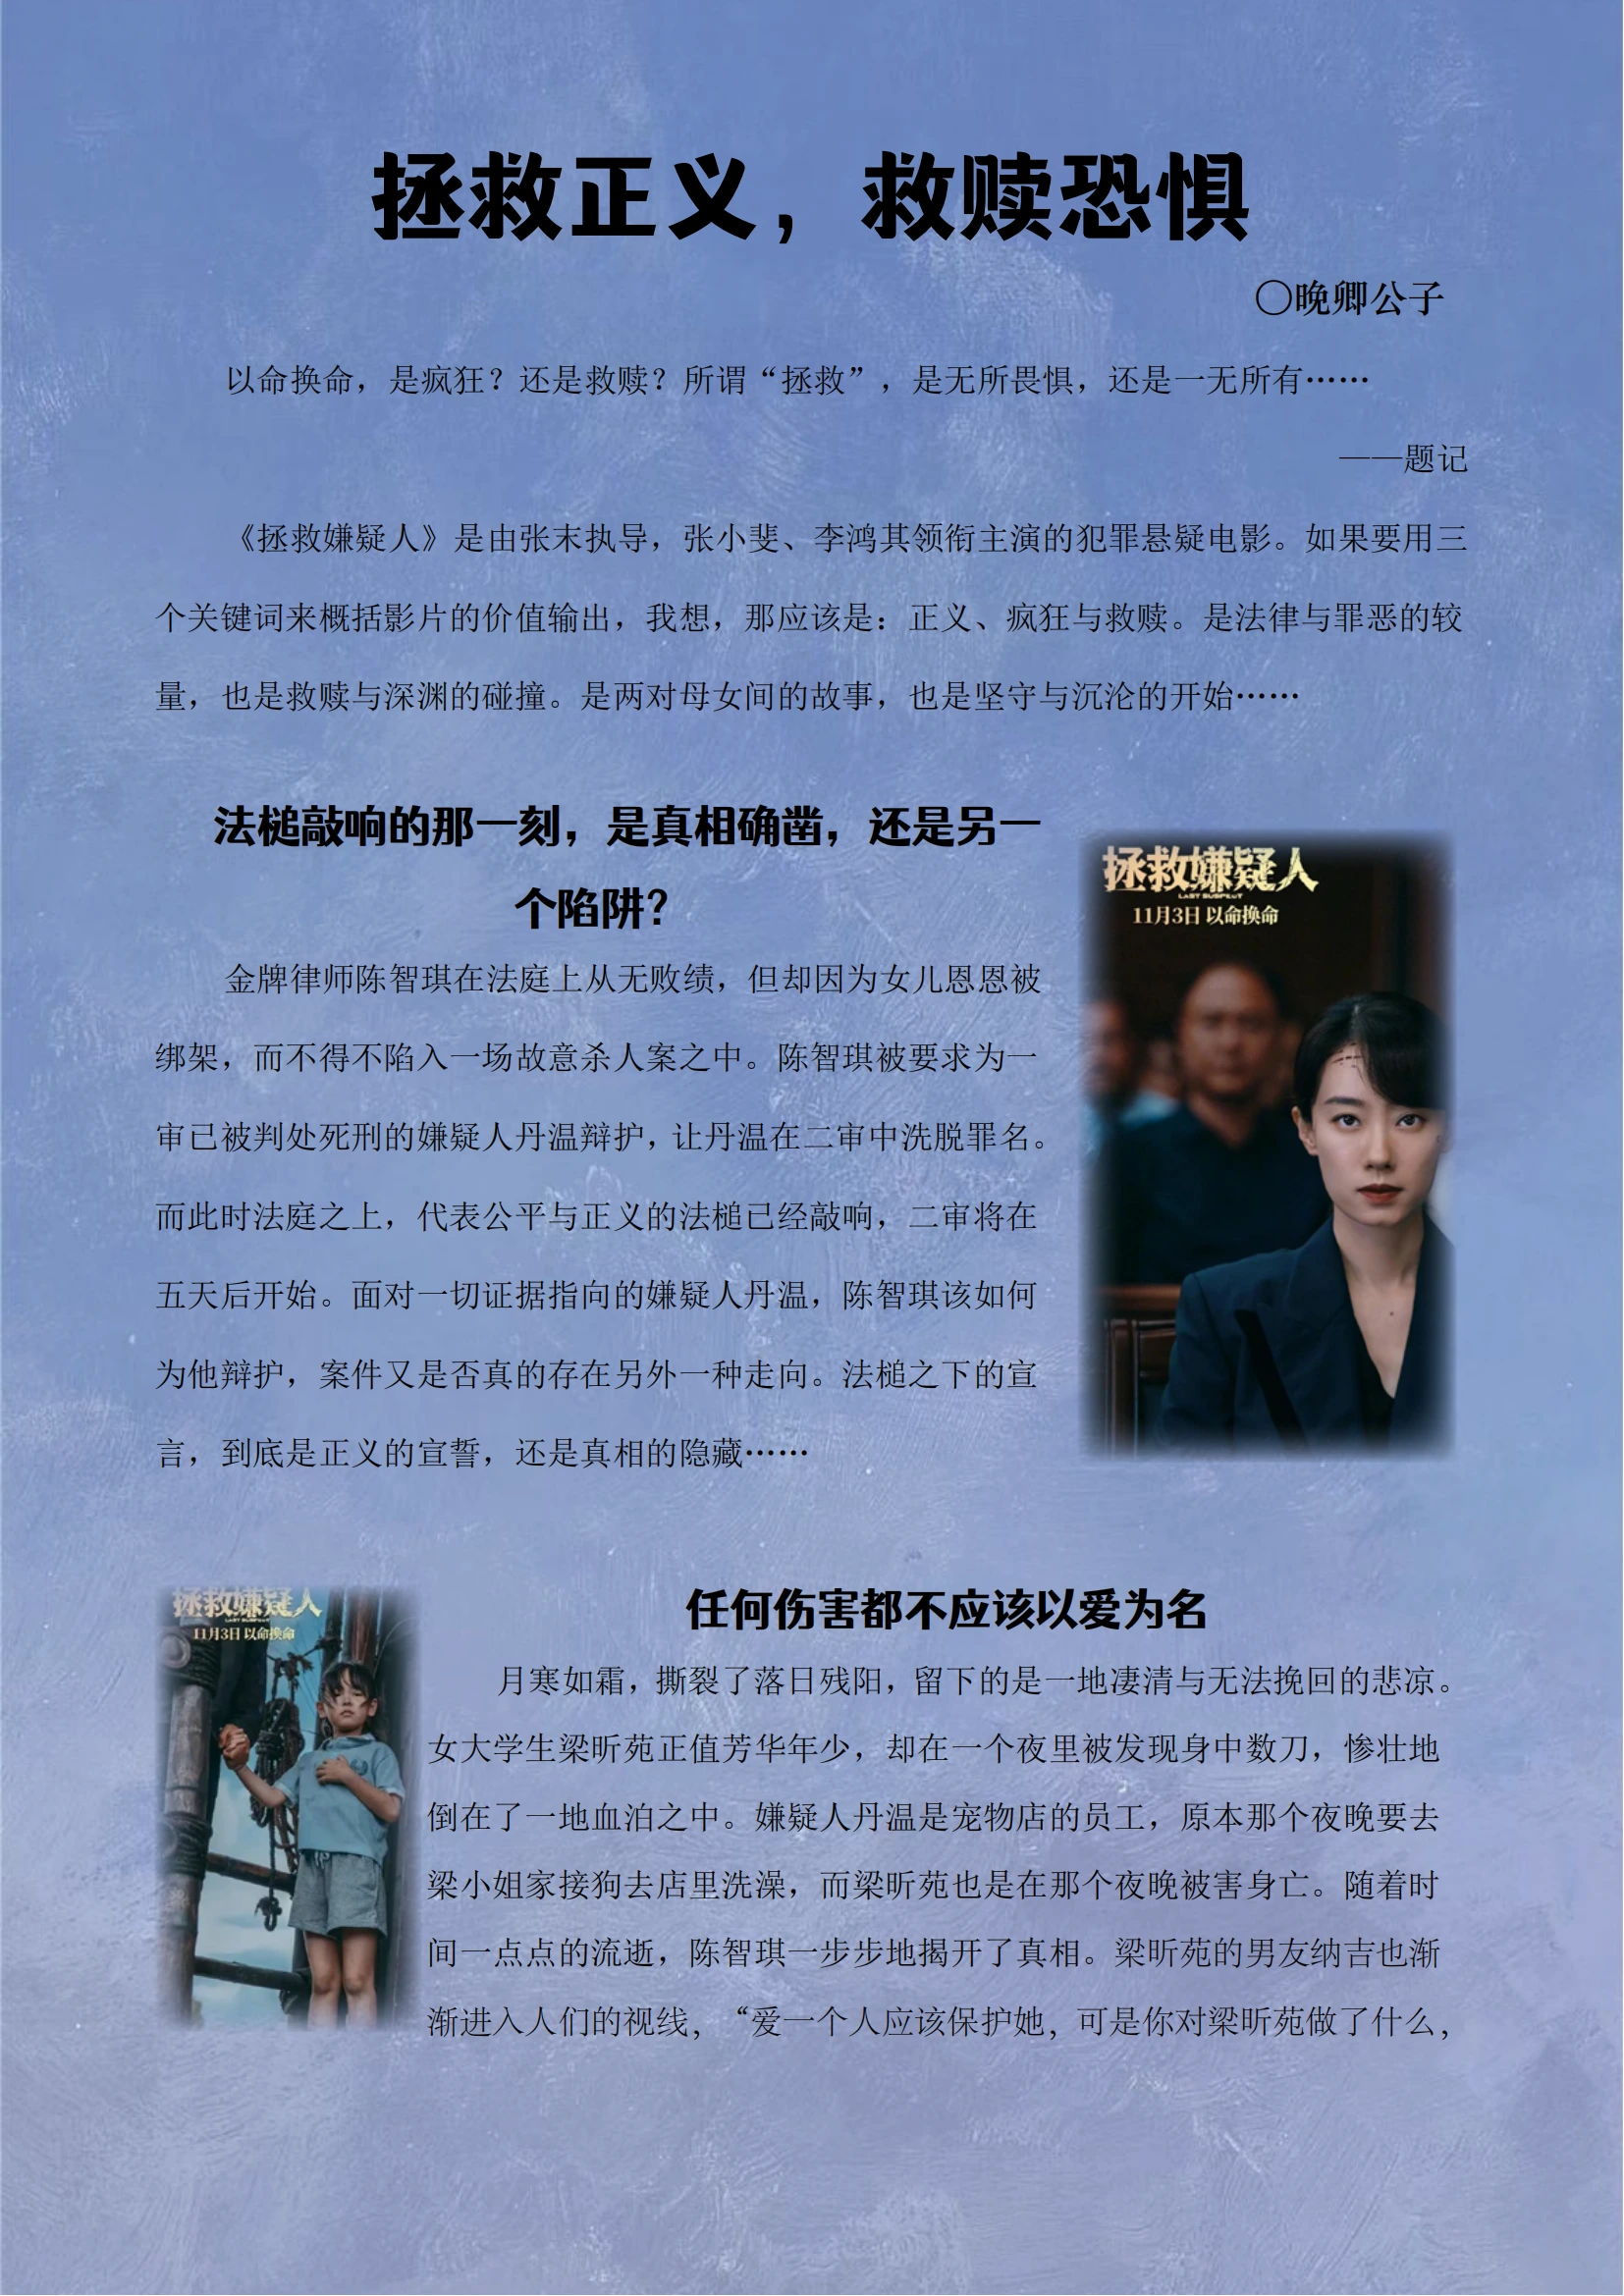 拯救正义，救赎恐惧
〇晚卿公子
以命换命，是疯狂？还是救赎？所谓“拯救”，是无所畏惧，还是一无所有……
——题记
《拯救嫌疑人》是由张末执导，张小斐、李鸿其领衔主演的犯罪悬疑电影。如果要用三
个关键词来概括影片的价值输出，我想，那应该是：正义、疯狂与救赎。是法律与罪恶的较
量，也是救赎与深渊的碰撞。是两对母女间的故事，也是坚守与沉沦的开始……
法槌敲响的那一刻，是真相确凿，还是另一
个陷阱？
金牌律师陈智琪在法庭上从无败绩，但却因为女儿恩恩被
绑架，而不得不陷入一场故意杀人案之中。陈智琪被要求为一
审已被判处死刑的嫌疑人丹温辩护，让丹温在二审中洗脱罪名。
而此时法庭之上，代表公平与正义的法槌已经敲响，二审将在
五天后开始。面对一切证据指向的嫌疑人丹温，陈智琪该如何
为他辩护，案件又是否真的存在另外一种走向。法槌之下的宣
言，到底是正义的宣誓，还是真相的隐藏……
拯救嫌疑人
LAST SUSPECT
11月3日 以命换命
拯救嫌疑人
11月3日 以命换命
任何伤害都不应该以爱为名
月寒如霜，撕裂了落日残阳，留下的是一地凄清与无法挽回的悲凉。
女大学生梁昕苑正值芳华年少，却在一个夜里被发现身中数刀，惨壮地
倒在了一地血泊之中。嫌疑人丹温是宠物店的员工，原本那个夜晚要去
梁小姐家接狗去店里洗澡，而梁昕苑也是在那个夜晚被害身亡。随着时
间一点点的流逝，陈智琪一步步地揭开了真相。梁昕苑的男友纳吉也渐
渐进入人们的视线，“爱一个人应该保护她，可是你对梁昕苑做了什么，